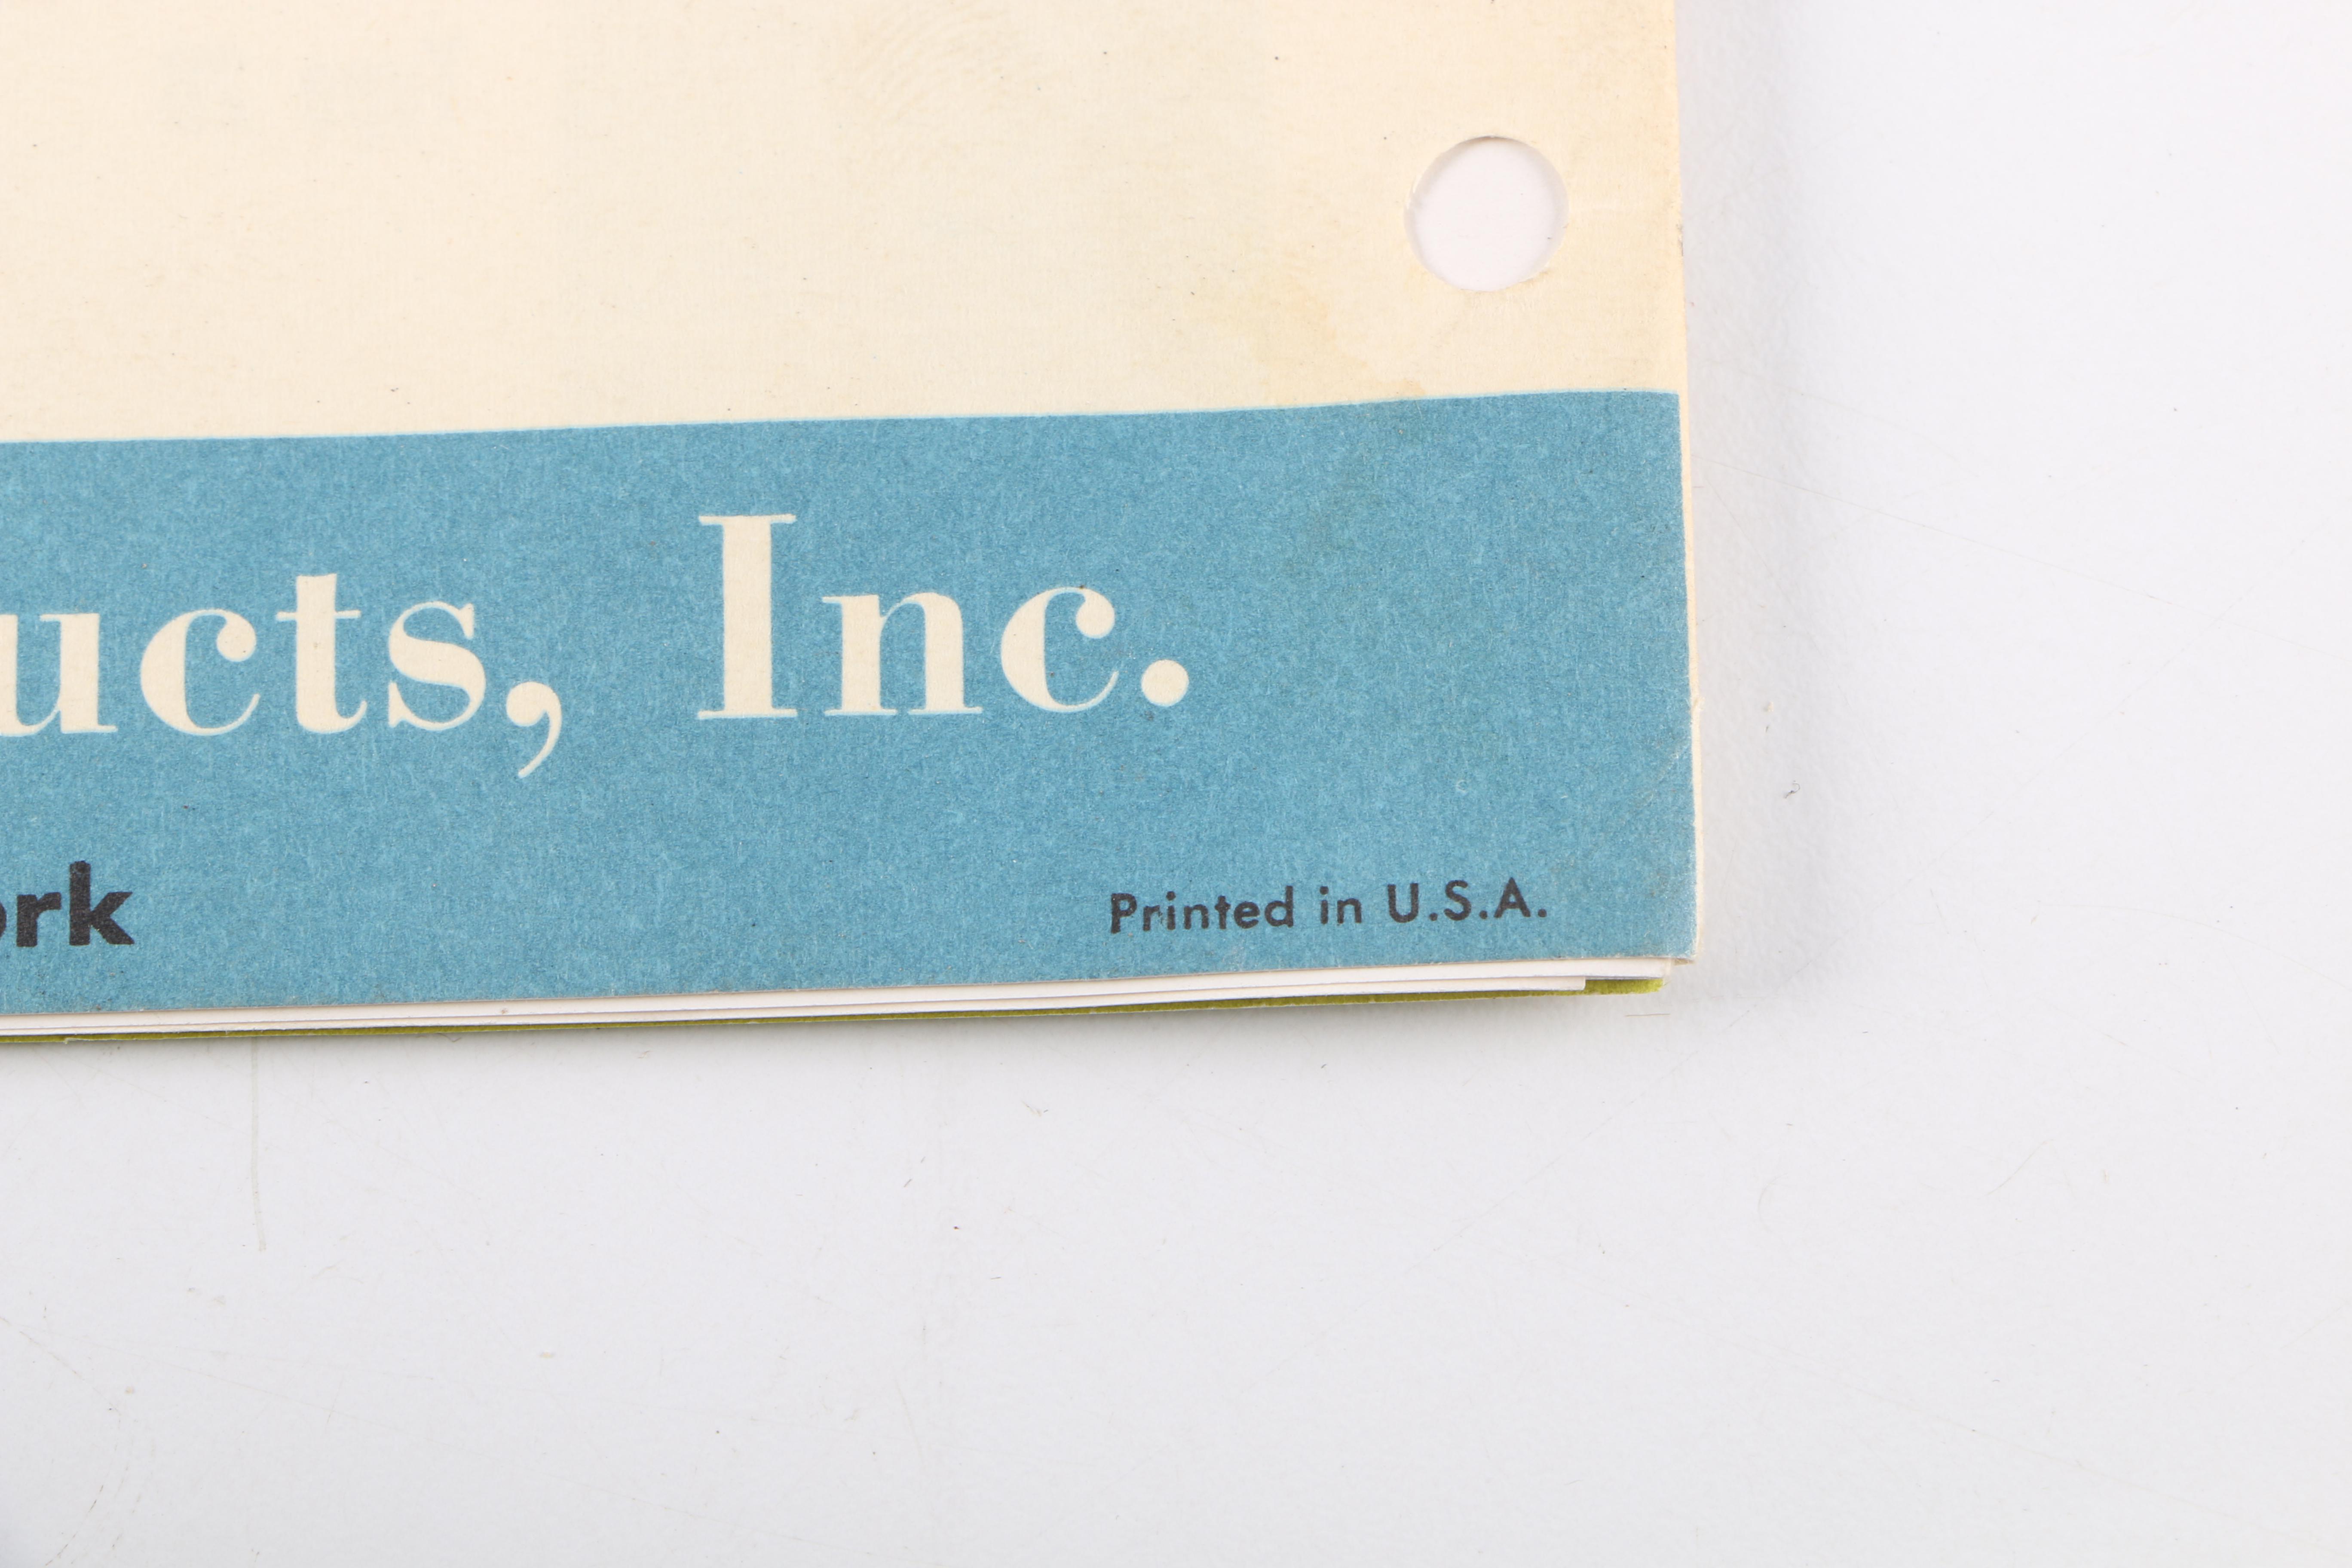 ucts, Inc.
ork
Printed in U.S.A.